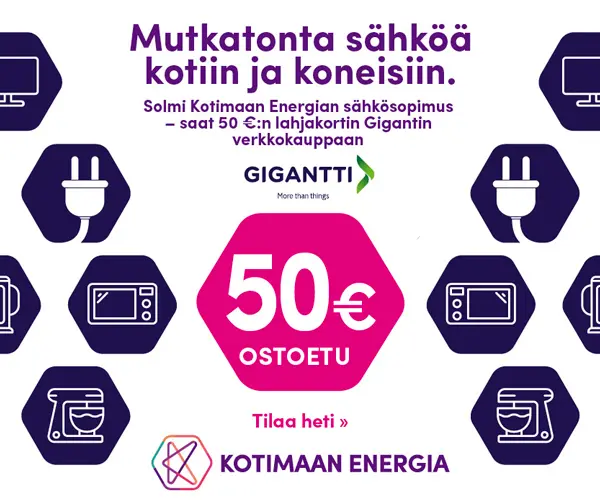 Mutkatonta sähköä
kotiin ja koneisiin.
Solmi Kotimaan Energian sähkösopimus
– saat 50 €:n lahjakortin Gigantin
verkkokauppaan
GIGANTTI
More than things
50€
OSTOETU
Tilaa heti »
KOTIMAAN ENERGIA